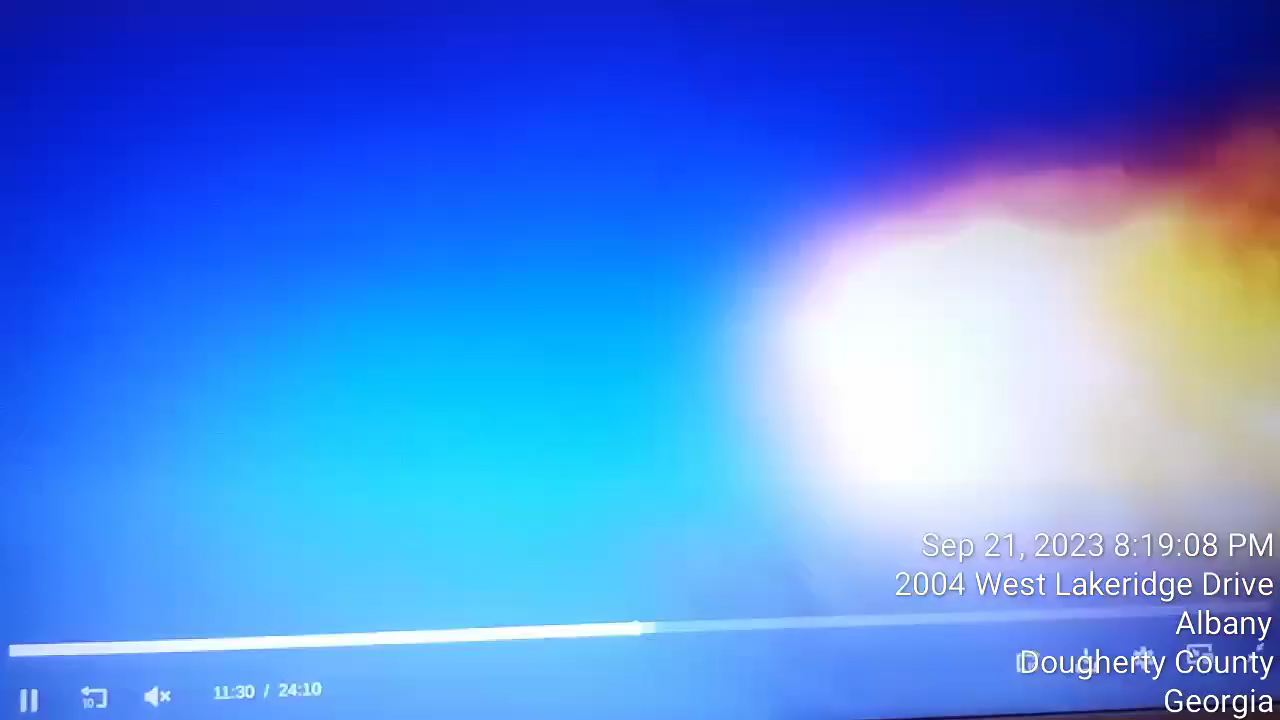 Sep 21, 2023 8:19:08 PM
2004 West Lakeridge Drive
Albany
Dougherty County
Georgia
10
11:30 / 24:10